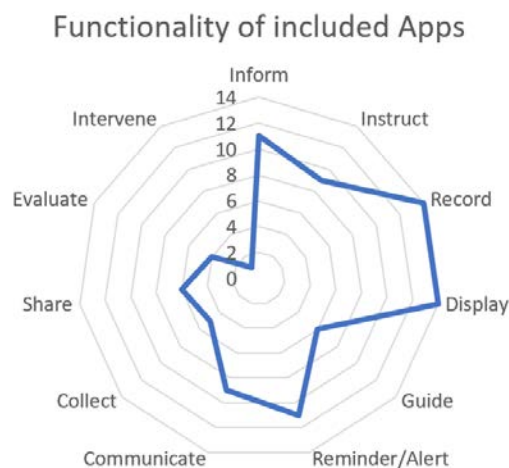 Functionality of included Apps
Inform
14
Intervene
Instruct
12
10
Evaluate
Record
8
6
4
2
0
Share
Display
Collect
Guide
Communicate
Reminder/Alert